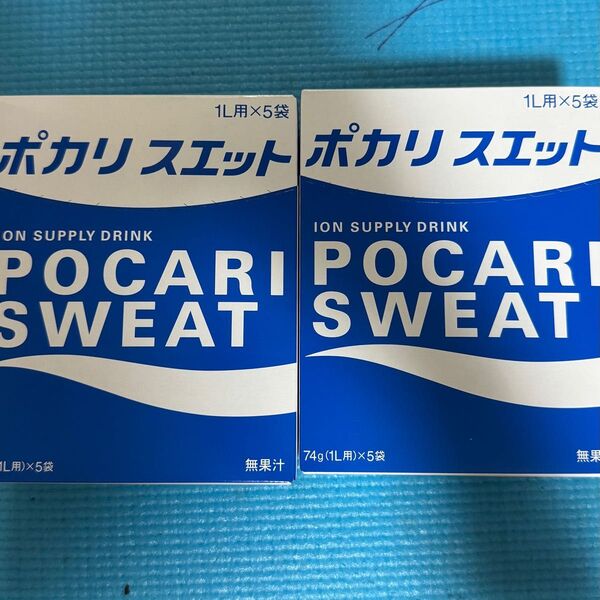 1L用×5袋
ポカリスエット
ION SUPPLY DRINK
POCARI
SWEAT
(1L用)×5袋
無果汁
1L用×5袋
ポカリスエット
ION SUPPLY DRINK
POCARI
SWEAT
74g(1L用)×5袋
無果